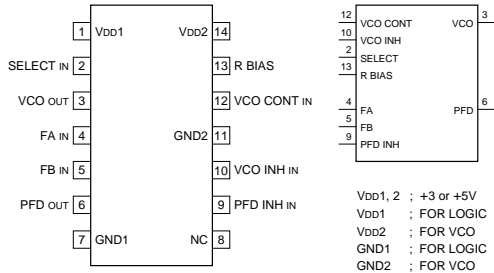 1 VDD1 VDD2 14
SELECT IN 2 13 R BIAS
VCO OUT 3 12 VCO CONT IN
FA IN 4 GND2 11
FB IN 5 10 VCO INH IN
PFD OUT 6 9 PFD INH IN
7 GND1 NC 8
12 VCO CONT VCO 3
10 VCO INH
2 SELECT
13 R BIAS
4 FA PFD 6
5 FB
9 PFD INH
VDD1, 2 ; +3 or +5V
VDD1 ; FOR LOGIC
VDD2 ; FOR VCO
GND1 ; FOR LOGIC
GND2 ; FOR VCO